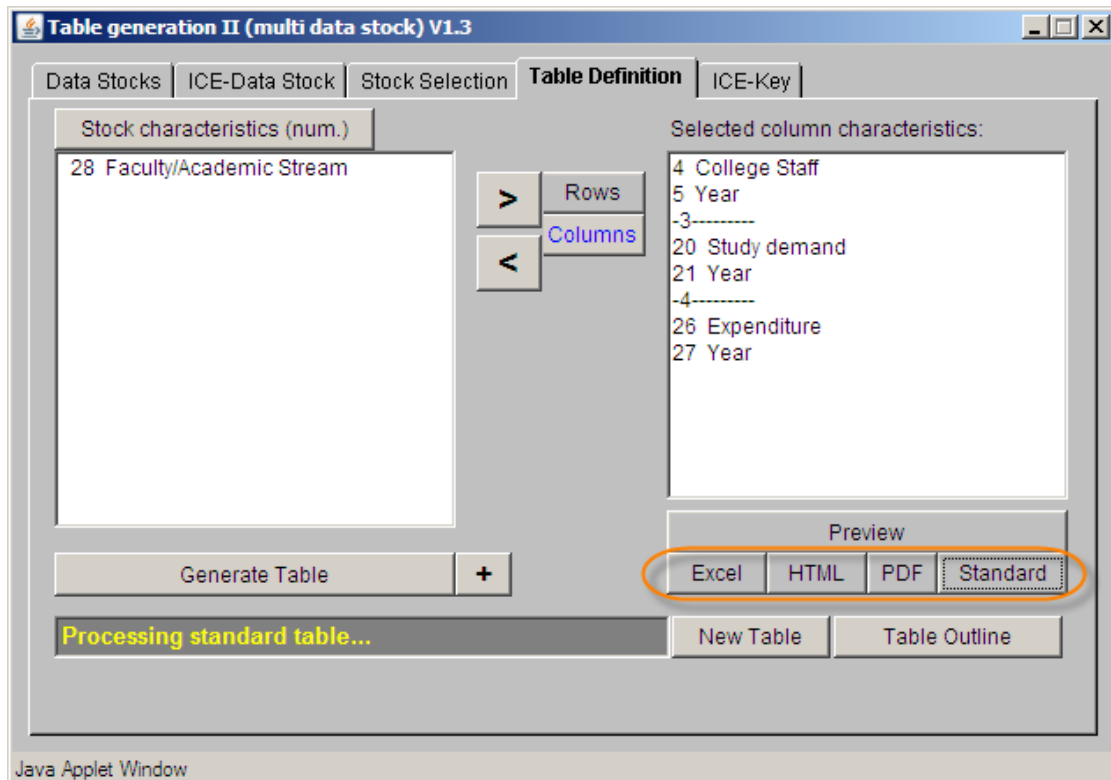 Table generation II (multi data stock) V1.3
Data Stocks ICE-Data Stock Stock Selection Table Definition ICE-Key
Stock characteristics (num.)
28 Faculty/Academic Stream
>
<
Rows
Columns
Selected column characteristics:
4 College Staff
5 Year
-3---------
20 Study demand
21 Year
-4---------
26 Expenditure
27 Year
Preview
Generate Table + Excel HTML PDF Standard
Processing standard table... New Table Table Outline
Java Applet Window